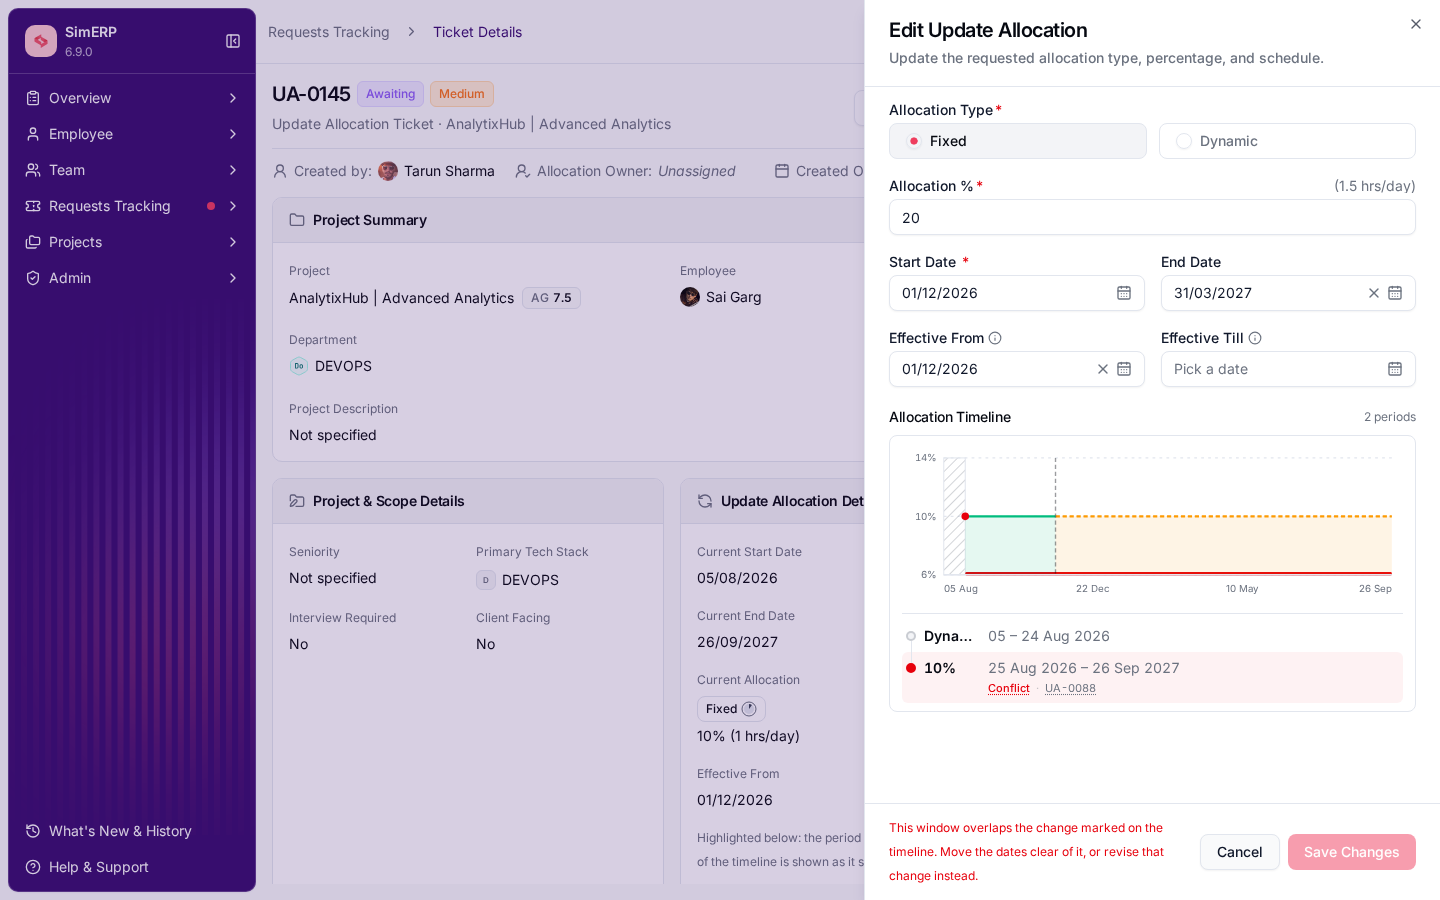 SimERP
6.9.0
Overview
Employee
Team
Requests Tracking
Projects
Admin
What's New & History
Help & Support
Requests Tracking
Ticket Details
UA-0145
Awaiting
Medium
Update Allocation Ticket · AnalytixHub | Advanced Analytics
Created by:
Tarun Sharma
Allocation Owner:
Unassigned
Created O
Project Summary
Project
AnalytixHub | Advanced Analytics
AG 7.5
Employee
Sai Garg
Department
Do
DEVOPS
Project Description
Not specified
Project & Scope Details
Seniority
Not specified
Primary Tech Stack
D
DEVOPS
Interview Required
No
Client Facing
No
Update Allocation Det
Current Start Date
05/08/2026
Current End Date
26/09/2027
Current Allocation
Fixed
10% (1 hrs/day)
Effective From
01/12/2026
Highlighted below: the period
of the timeline is shown as it s
Edit Update Allocation
Update the requested allocation type, percentage, and schedule.
Allocation Type *
Fixed
Dynamic
Allocation % *
(1.5 hrs/day)
20
Start Date *
01/12/2026
End Date
31/03/2027
Effective From
01/12/2026
Effective Till
Pick a date
Allocation Timeline
2 periods
14%
10%
6%
05 Aug
22 Dec
10 May
26 Sep
Dyna...
05 – 24 Aug 2026
10%
25 Aug 2026 – 26 Sep 2027
Conflict · UA-0088
This window overlaps the change marked on the
timeline. Move the dates clear of it, or revise that
change instead.
Cancel
Save Changes